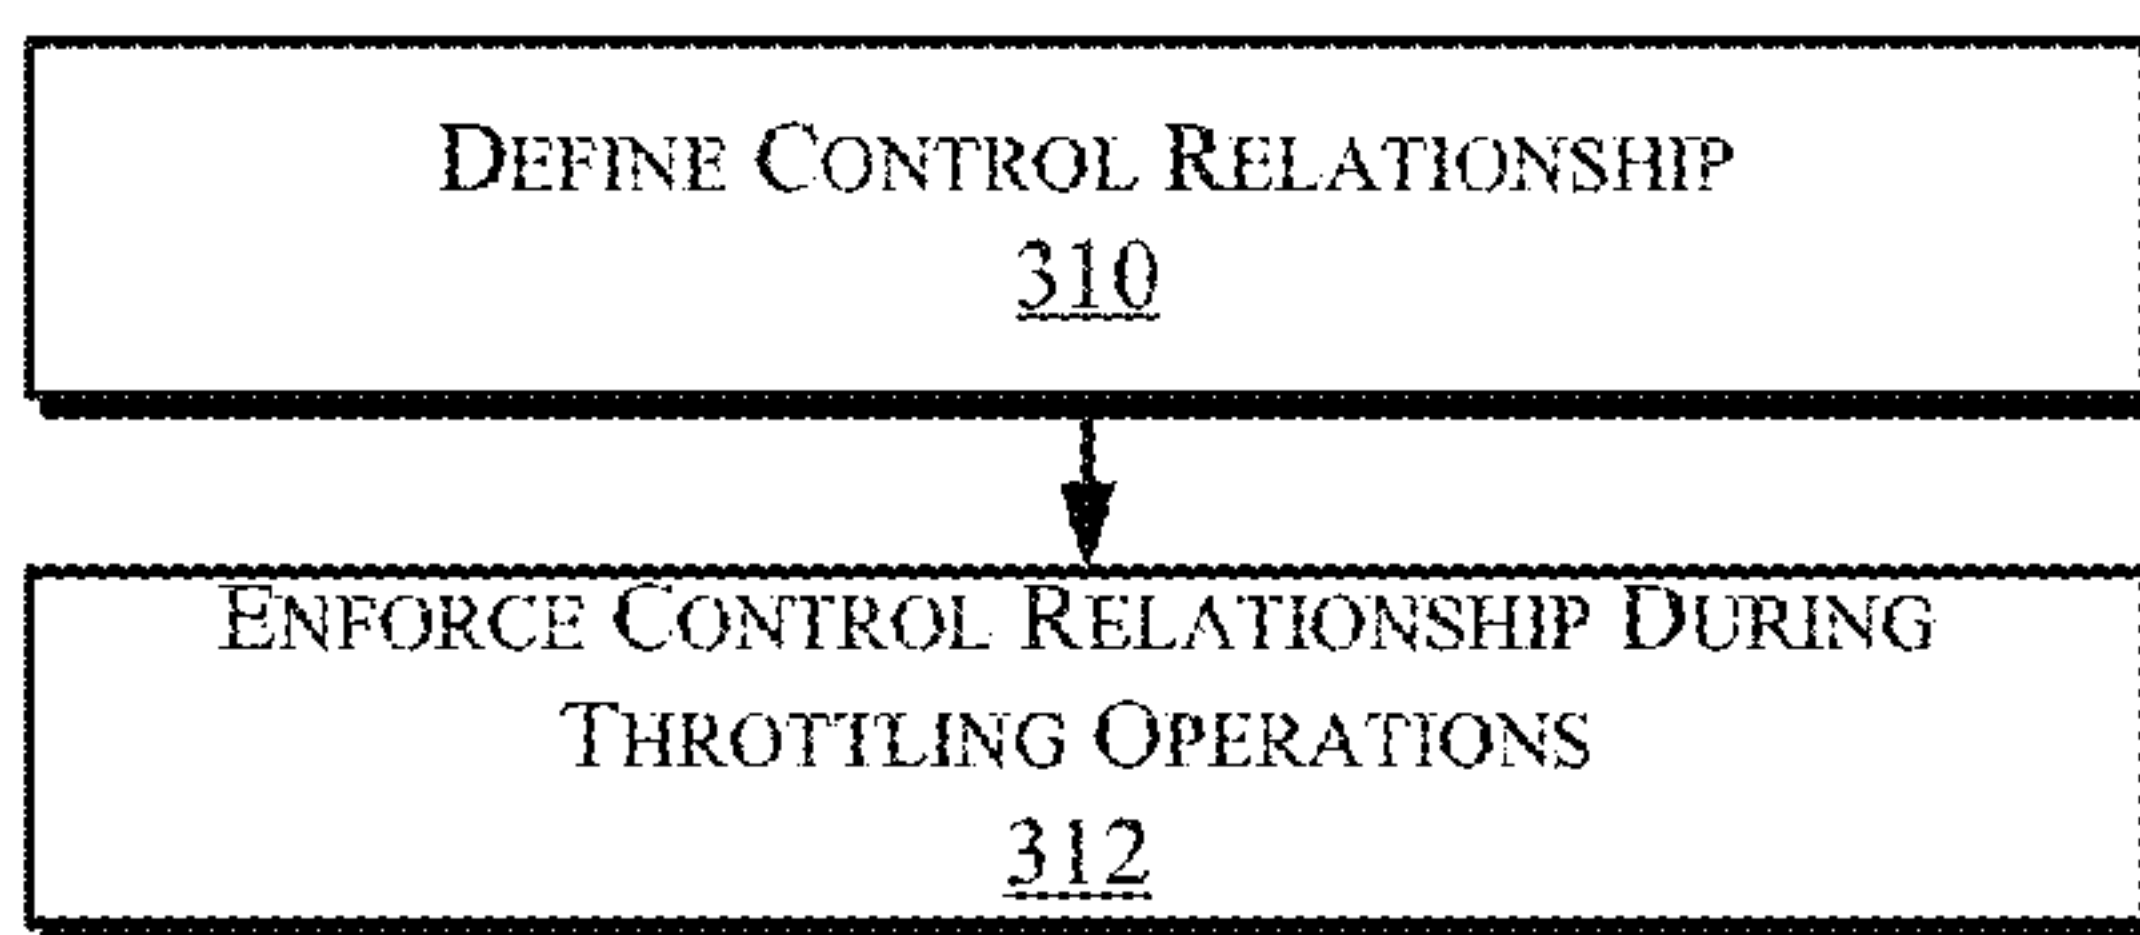 DEFINE CONTROL RELATIONSHIP
310
ENFORCE CONTROL RELATIONSHIP DURING
THROTTLING OPERATIONS
312